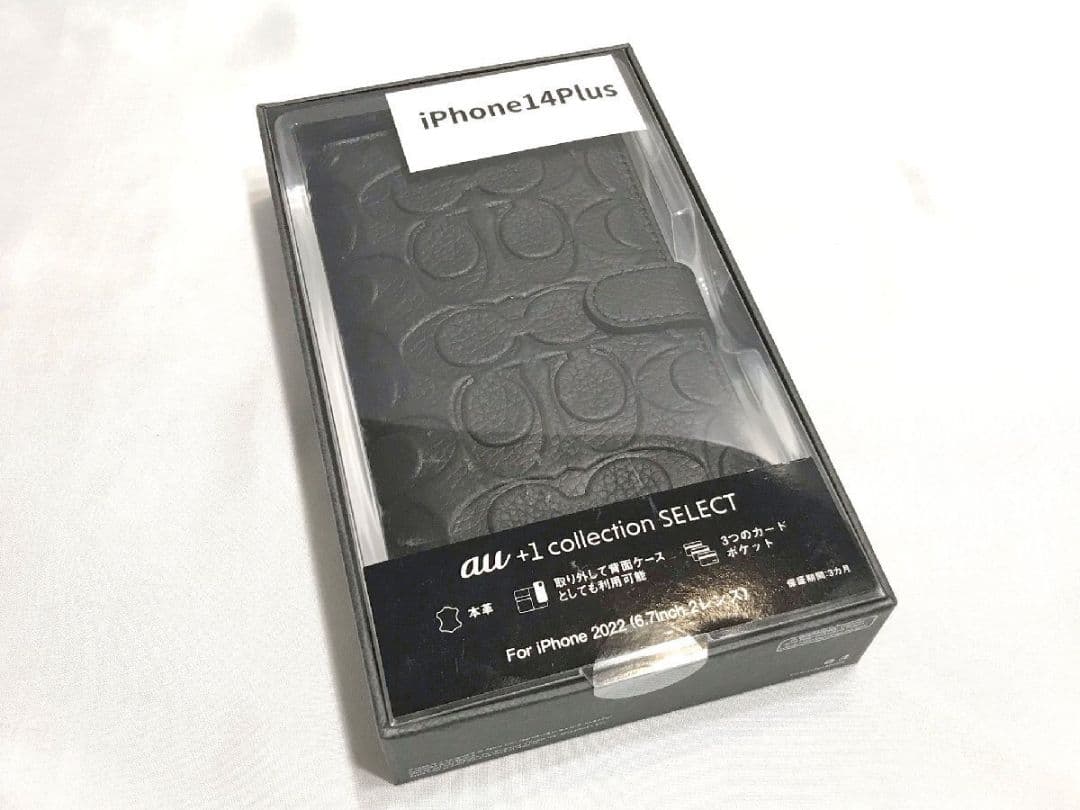 iPhone14Plus
au +1 collection SELECT
本革
取り外して背面ケース
としても利用可能
3つのカード
ポケット
保証期間:3カ月
For iPhone 2022 (6.7inch 2レンズ)